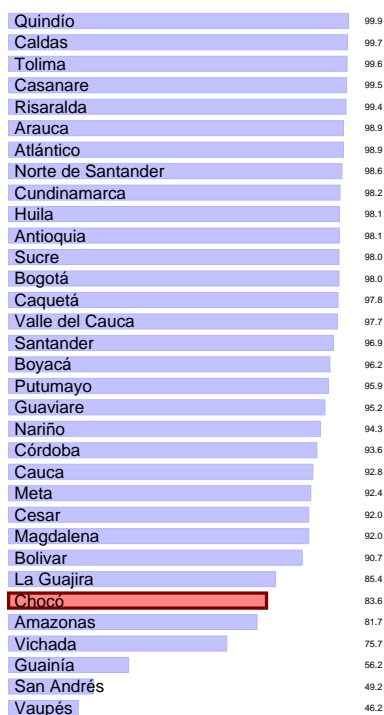 Quindío 99.9
Caldas 99.7
Tolima 99.6
Casanare 99.5
Risaralda 99.4
Arauca 98.9
Atlántico 98.9
Norte de Santander 98.6
Cundinamarca 98.2
Huila 98.1
Antioquia 98.1
Sucre 98.0
Bogotá 98.0
Caquetá 97.8
Valle del Cauca 97.7
Santander 96.9
Boyacá 96.2
Putumayo 95.9
Guaviare 95.2
Nariño 94.3
Córdoba 93.6
Cauca 92.8
Meta 92.4
Cesar 92.0
Magdalena 92.0
Bolivar 90.7
La Guajira 85.4
Chocó 83.6
Amazonas 81.7
Vichada 75.7
Guainía 56.2
San Andrés 49.2
Vaupés 46.2